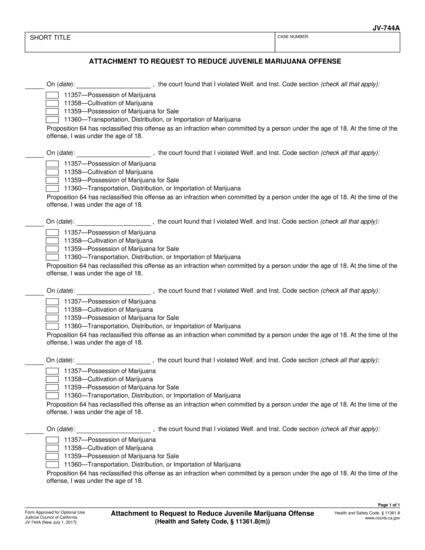 JV-744A
SHORT TITLE
CASE NUMBER:
ATTACHMENT TO REQUEST TO REDUCE JUVENILE MARIJUANA OFFENSE
On (date): , the court found that I violated Welf. and Inst. Code section (check all that apply):
11357—Possession of Marijuana
11358—Cultivation of Marijuana
11359—Possession of Marijuana for Sale
11360—Transportation, Distribution, or Importation of Marijuana
Proposition 64 has reclassified this offense as an infraction when committed by a person under the age of 18. At the time of the
offense, I was under the age of 18.
On (date): , the court found that I violated Welf. and Inst. Code section (check all that apply):
11357—Possession of Marijuana
11358—Cultivation of Marijuana
11359—Possession of Marijuana for Sale
11360—Transportation, Distribution, or Importation of Marijuana
Proposition 64 has reclassified this offense as an infraction when committed by a person under the age of 18. At the time of the
offense, I was under the age of 18.
On (date): , the court found that I violated Welf. and Inst. Code section (check all that apply):
11357—Possession of Marijuana
11358—Cultivation of Marijuana
11359—Possession of Marijuana for Sale
11360—Transportation, Distribution, or Importation of Marijuana
Proposition 64 has reclassified this offense as an infraction when committed by a person under the age of 18. At the time of the
offense, I was under the age of 18.
On (date): , the court found that I violated Welf. and Inst. Code section (check all that apply):
11357—Possession of Marijuana
11358—Cultivation of Marijuana
11359—Possession of Marijuana for Sale
11360—Transportation, Distribution, or Importation of Marijuana
Proposition 64 has reclassified this offense as an infraction when committed by a person under the age of 18. At the time of the
offense, I was under the age of 18.
On (date): , the court found that I violated Welf. and Inst. Code section (check all that apply):
11357—Possession of Marijuana
11358—Cultivation of Marijuana
11359—Possession of Marijuana for Sale
11360—Transportation, Distribution, or Importation of Marijuana
Proposition 64 has reclassified this offense as an infraction when committed by a person under the age of 18. At the time of the
offense, I was under the age of 18.
On (date): , the court found that I violated Welf. and Inst. Code section (check all that apply):
11357—Possession of Marijuana
11358—Cultivation of Marijuana
11359—Possession of Marijuana for Sale
11360—Transportation, Distribution, or Importation of Marijuana
Proposition 64 has reclassified this offense as an infraction when committed by a person under the age of 18. At the time of the
offense, I was under the age of 18.
Page 1 of 1
Form Approved for Optional Use
Judicial Council of California
JV-744A [New July 1, 2017]
Attachment to Request to Reduce Juvenile Marijuana Offense
(Health and Safety Code, § 11361.8(m))
Health and Safety Code, § 11361.8
www.courts.ca.gov